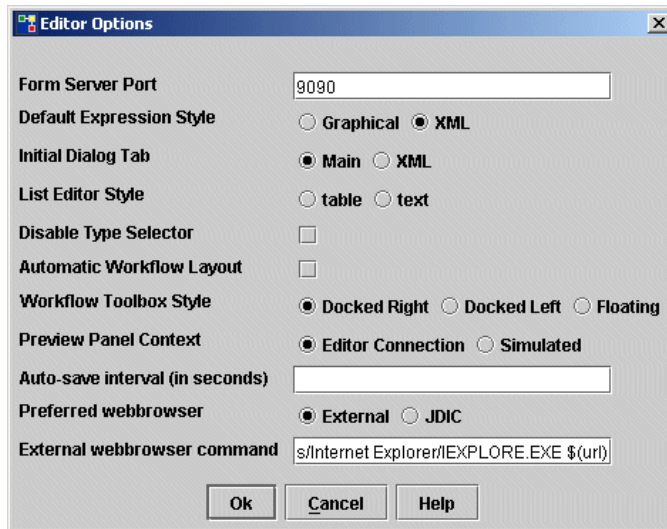 Editor Options
Form Server Port 9090
Default Expression Style Graphical XML
Initial Dialog Tab Main XML
List Editor Style table text
Disable Type Selector
Automatic Workflow Layout
Workflow Toolbox Style Docked Right Docked Left Floating
Preview Panel Context Editor Connection Simulated
Auto-save interval (in seconds)
Preferred webbrowser External JDIC
External webbrowser command s/Internet Explorer/IEXPLORE.EXE $(url)
Ok Cancel Help